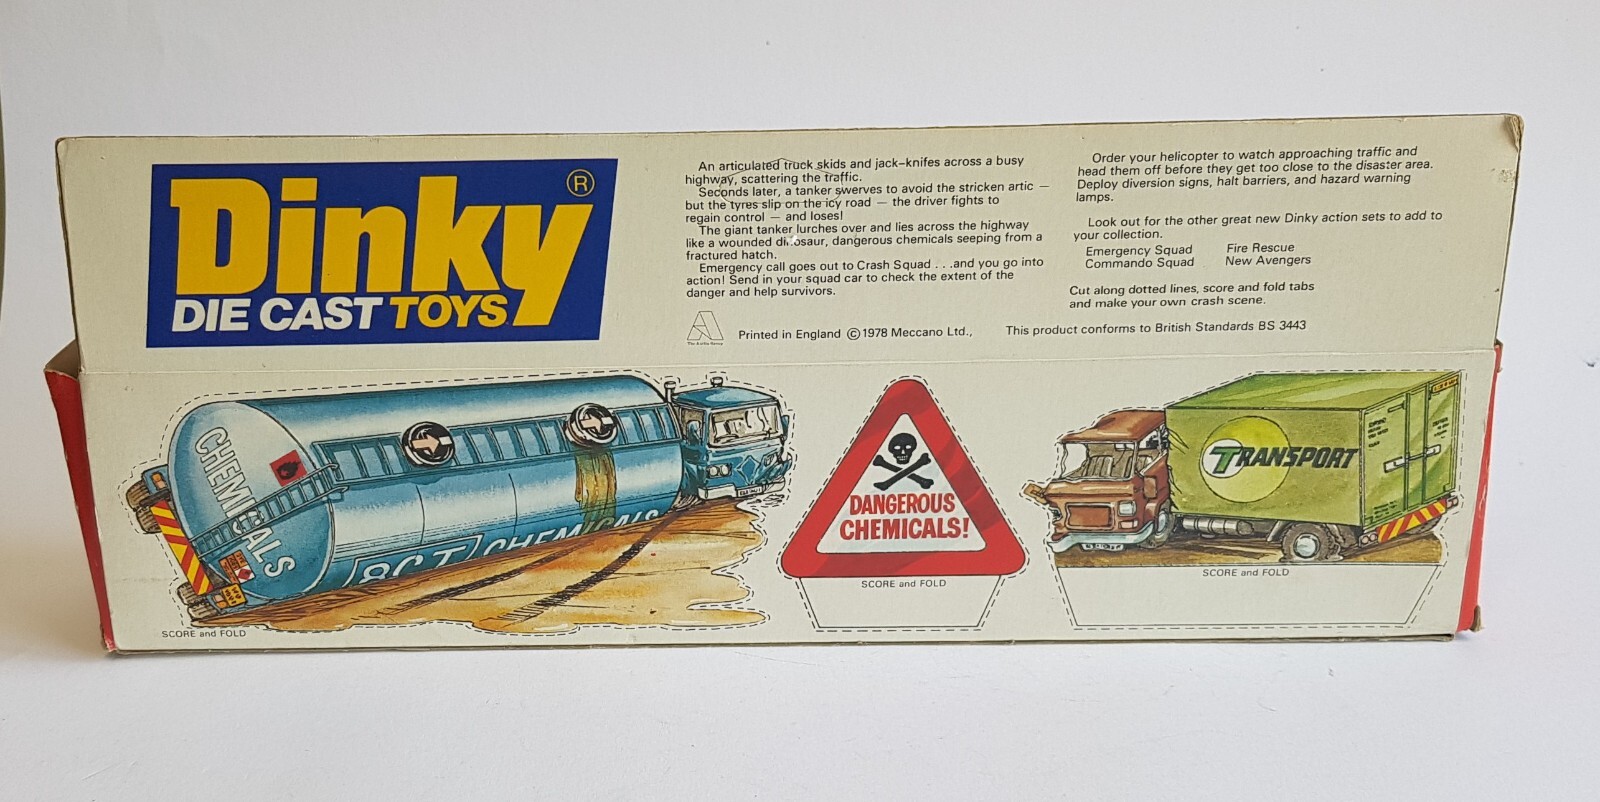 Dinky ®
DIE CAST TOYS
An articulated truck skids and jack-knifes across a busy
highway, scattering the traffic.
Seconds later, a tanker swerves to avoid the stricken artic —
but the tyres slip on the icy road — the driver fights to
regain control — and loses!
The giant tanker lurches over and lies across the highway
like a wounded dinosaur, dangerous chemicals seeping from a
fractured hatch.
Emergency call goes out to Crash Squad . . .and you go into
action! Send in your squad car to check the extent of the
danger and help survivors.
Order your helicopter to watch approaching traffic and
head them off before they get too close to the disaster area.
Deploy diversion signs, halt barriers, and hazard warning
lamps.
Look out for the other great new Dinky action sets to add to
your collection.
Emergency Squad Fire Rescue
Commando Squad New Avengers
Cut along dotted lines, score and fold tabs
and make your own crash scene.
Printed in England ©1978 Meccano Ltd.,
This product conforms to British Standards BS 3443
CHEMICALS
CHEMICALS
SCORE and FOLD
DANGEROUS
CHEMICALS!
SCORE and FOLD
TRANSPORT
SCORE and FOLD